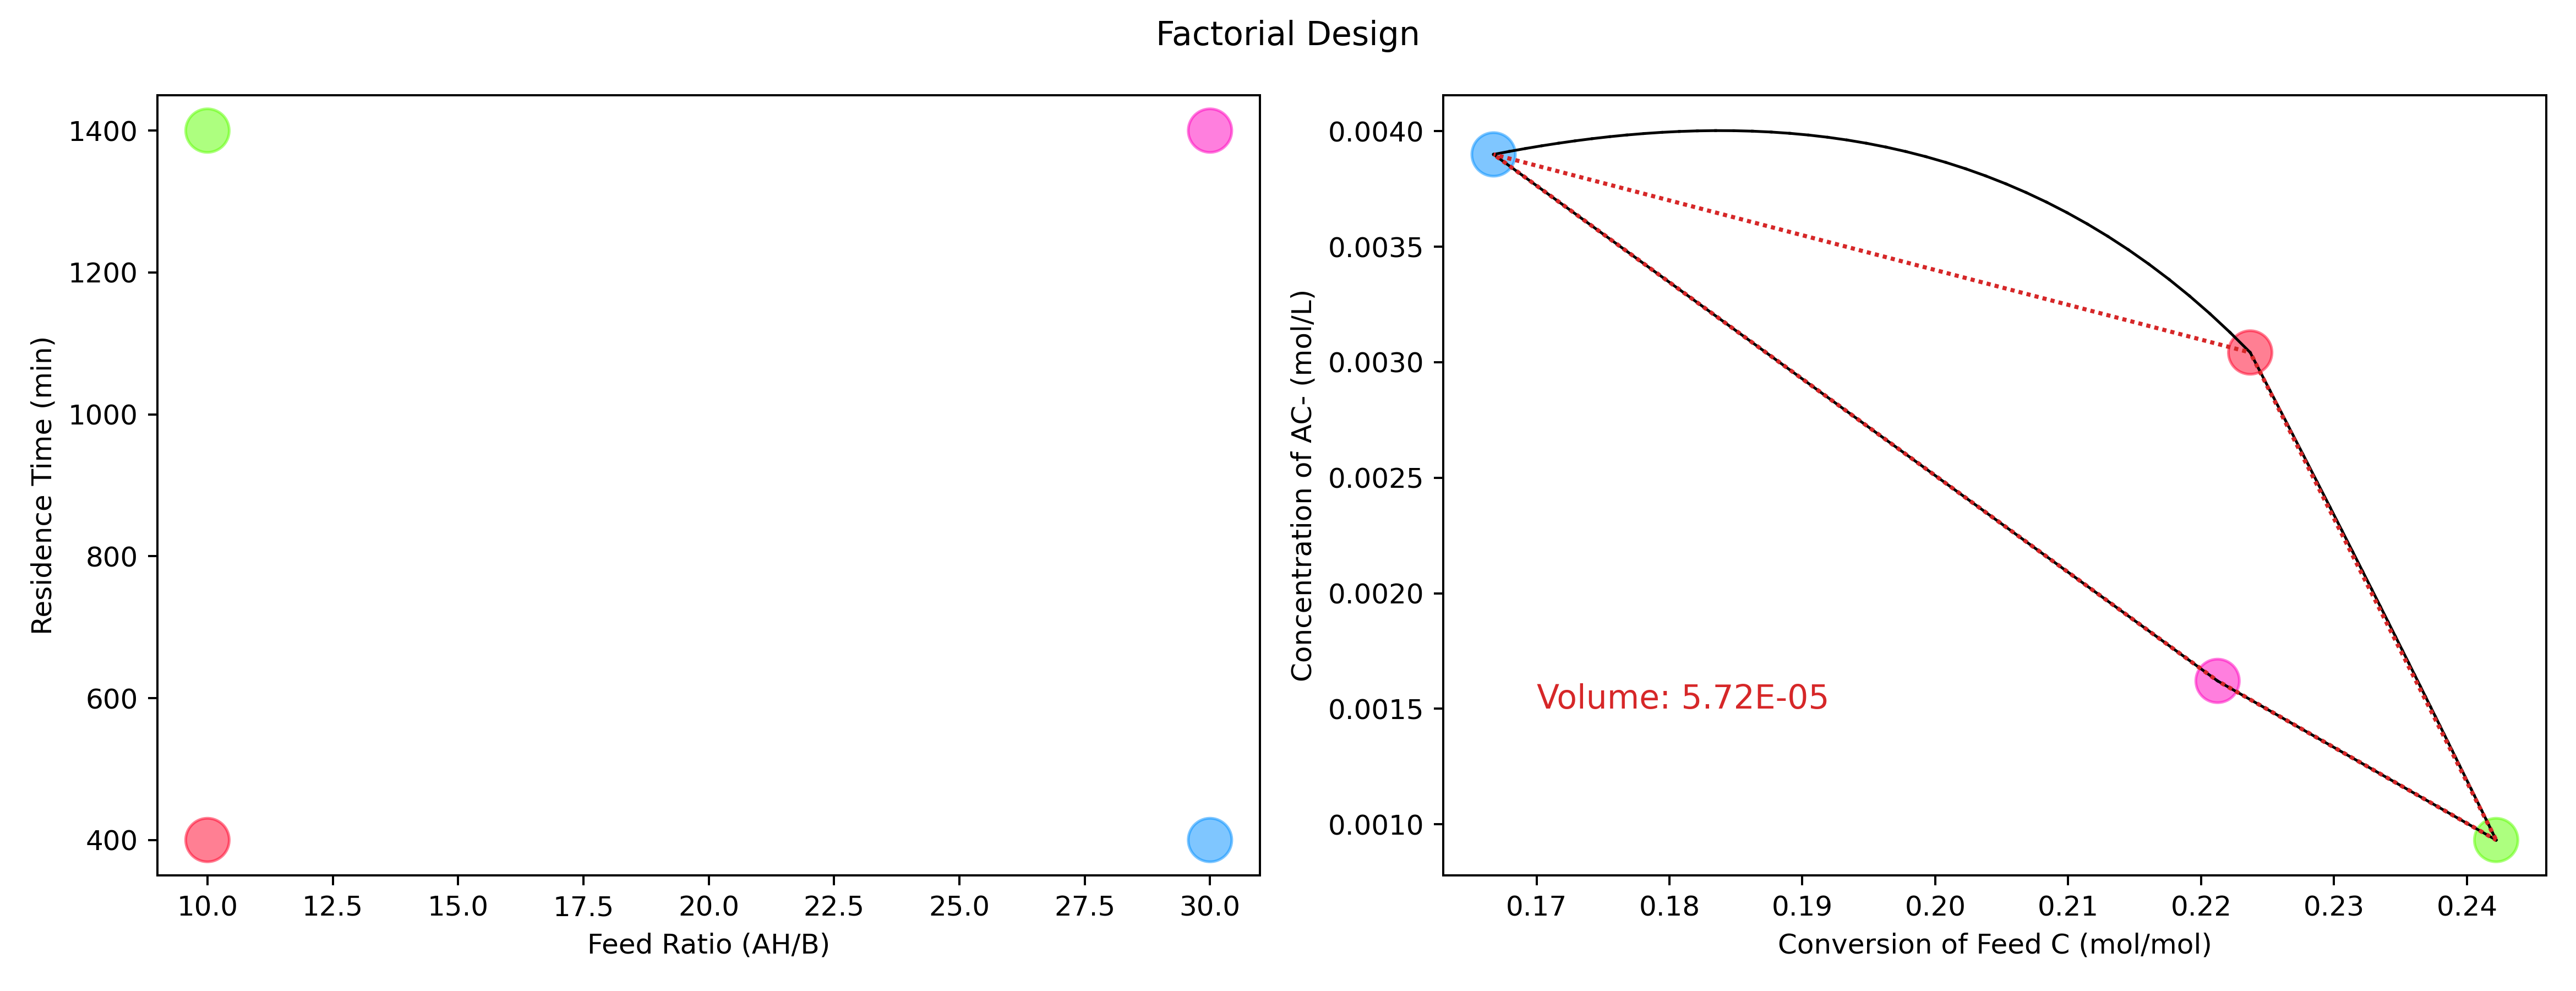 Factorial Design
Residence Time (min)
1400
1200
1000
800
600
400
10.0 12.5 15.0 17.5 20.0 22.5 25.0 27.5 30.0
Feed Ratio (AH/B)
Concentration of AC- (mol/L)
0.0040
0.0035
0.0030
0.0025
0.0020
0.0015
0.0010
Volume: 5.72E-05
0.17 0.18 0.19 0.20 0.21 0.22 0.23 0.24
Conversion of Feed C (mol/mol)